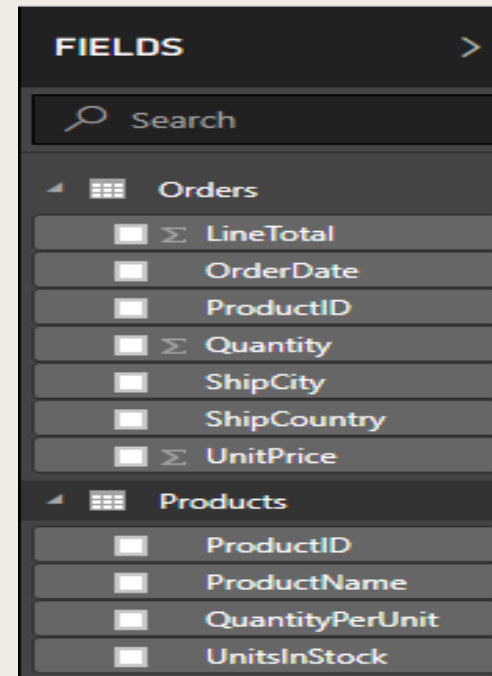 FIELDS >
Search
Orders
Σ LineTotal
OrderDate
ProductID
Σ Quantity
ShipCity
ShipCountry
Σ UnitPrice
Products
ProductID
ProductName
QuantityPerUnit
UnitsInStock